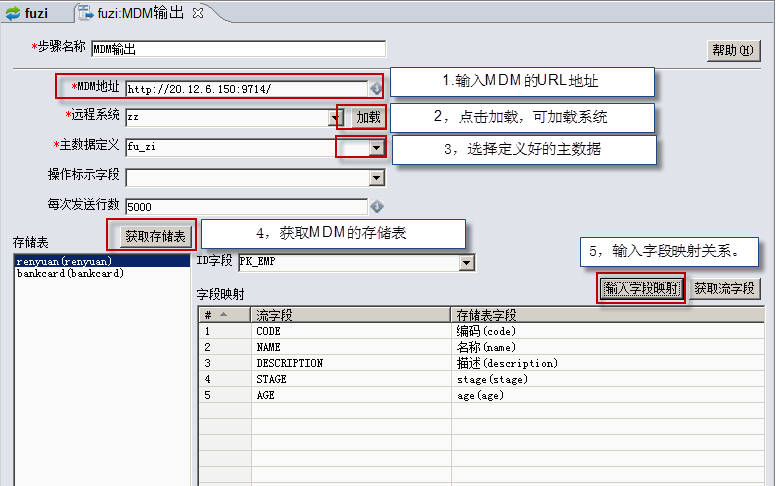 fuzi
fuzi:MDM输出
*步骤名称 MDM输出
帮助(H)
*MDM地址 http://20.12.6.150:9714/
1.输入MDM的URL地址
*远程系统 zz 加载
2，点击加载，可加载系统
*主数据定义 fu_zi
3，选择定义好的主数据
操作标示字段
每次发送行数 5000
获取存储表
4，获取MDM的存储表
存储表
5，输入字段映射关系。
renyuan(renyuan)
bankcard(bankcard)
ID字段 PK_EMP
字段映射
输入字段映射 获取流字段
# 流字段 存储表字段
1 CODE 编码(code)
2 NAME 名称(name)
3 DESCRIPTION 描述(description)
4 STAGE stage(stage)
5 AGE age(age)